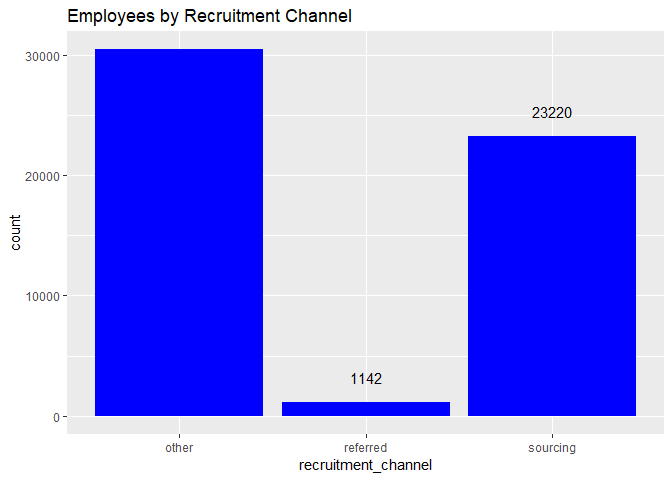 Employees by Recruitment Channel
30000
20000
10000
0
count
1142
23220
other
referred
sourcing
recruitment_channel